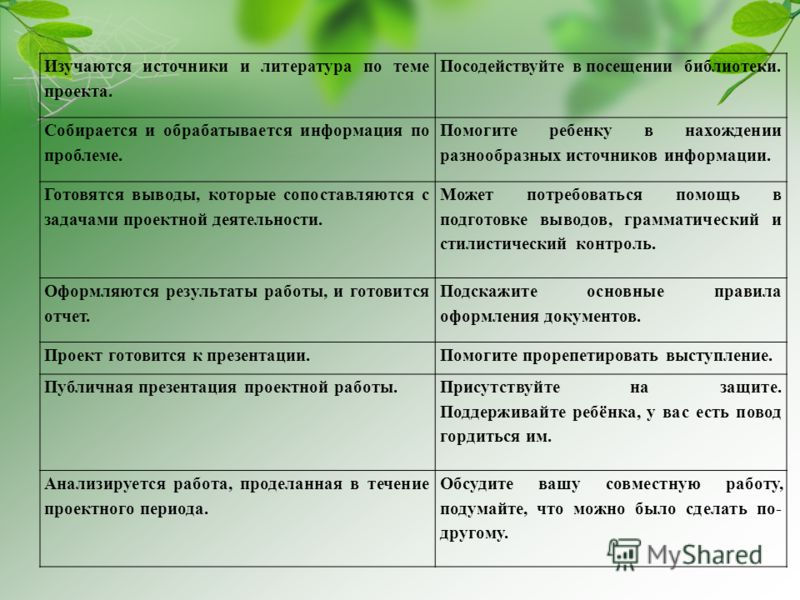 Изучаются источники и литература по теме
проекта.
Посодействуйте в посещении библиотеки.
Собирается и обрабатывается информация по
проблеме.
Помогите ребенку в нахождении
разнообразных источников информации.
Готовятся выводы, которые сопоставляются с
задачами проектной деятельности.
Может потребоваться помощь в
подготовке выводов, грамматический и
стилистический контроль.
Оформляются результаты работы, и готовится
отчет.
Подскажите основные правила
оформления документов.
Проект готовится к презентации.
Помогите прорепетировать выступление.
Публичная презентация проектной работы.
Присутствуйте на защите.
Поддерживайте ребёнка, у вас есть повод
гордиться им.
Анализируется работа, проделанная в течение
проектного периода.
Обсудите вашу совместную работу,
подумайте, что можно было сделать по-
другому.
MyShared